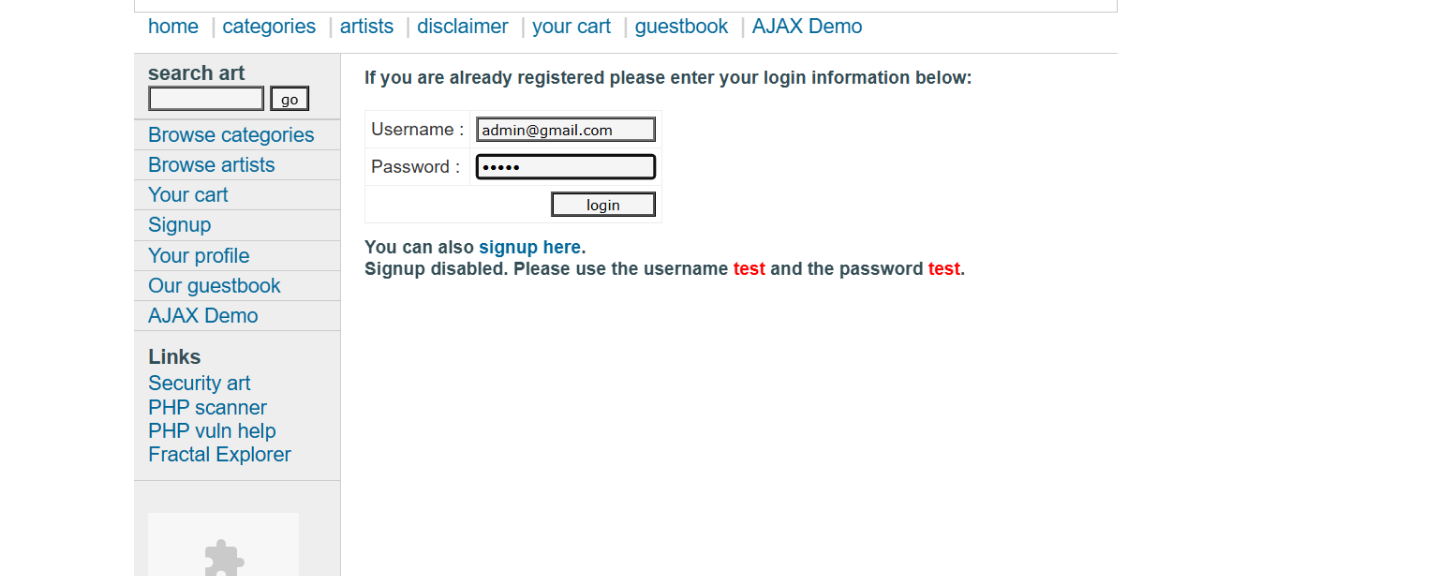 home | categories | artists | disclaimer | your cart | guestbook | AJAX Demo
search art
go
Browse categories
Browse artists
Your cart
Signup
Your profile
Our guestbook
AJAX Demo
Links
Security art
PHP scanner
PHP vuln help
Fractal Explorer
If you are already registered please enter your login information below:
Username : admin@gmail.com
Password : •••••
login
You can also signup here.
Signup disabled. Please use the username test and the password test.